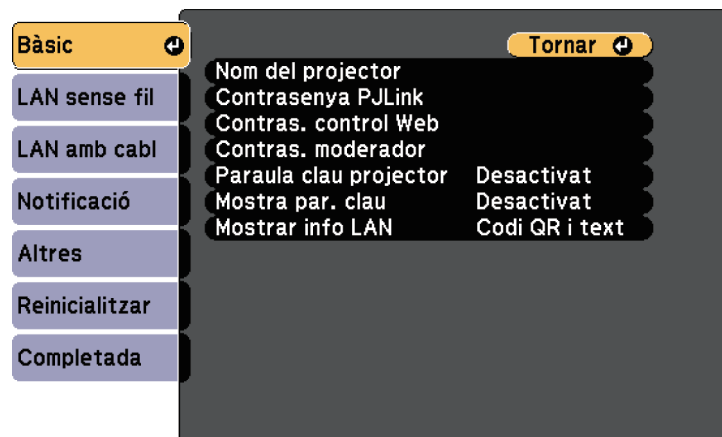 Bàsic
LAN sense fil
LAN amb cabl
Notificació
Altres
Reinicialitzar
Completada
Tornar
Nom del projector
Contrasenya PJLink
Contras. control Web
Contras. moderador
Paraula clau projector Desactivat
Mostra par. clau Desactivat
Mostrar info LAN Codi QR i text